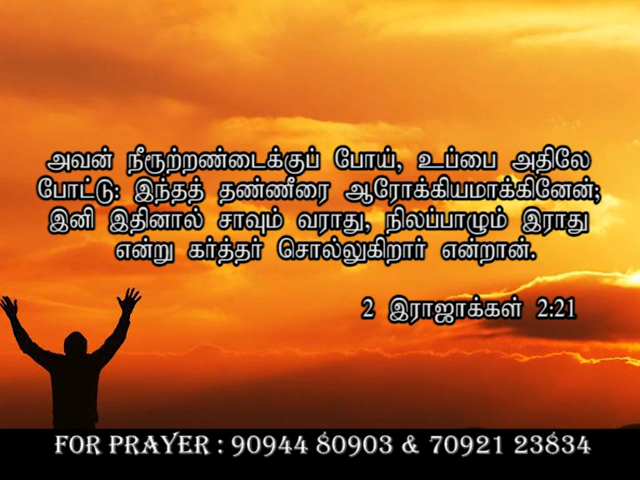 அவன் நீரூற்றண்டைக்குப் போய், உப்பை அதிலே
போட்டு: இந்தத் தண்ணீரை ஆரோக்கியமாக்கினேன்;
இனி இதினால் சாவும் வராது, நிலப்பாழும் இராது
என்று கர்த்தர் சொல்லுகிறார் என்றான்.
2 இராஜாக்கள் 2:21
FOR PRAYER : 90944 80903 & 70921 23834